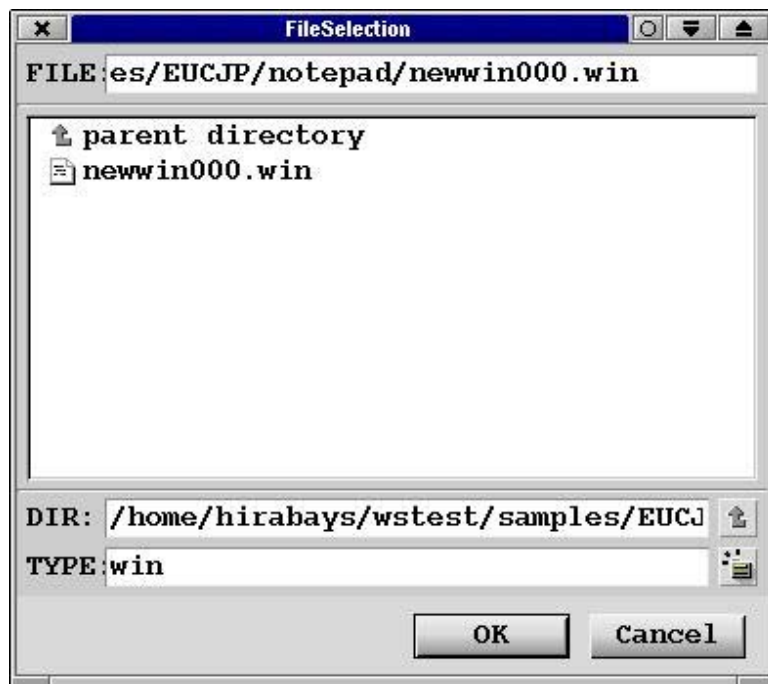 FileSelection
FILE:es/EUCJP/notepad/newwin000.win
parent directory
newwin000.win
DIR: /home/hirabays/wstest/samples/EUCJ
TYPE:win
OK Cancel